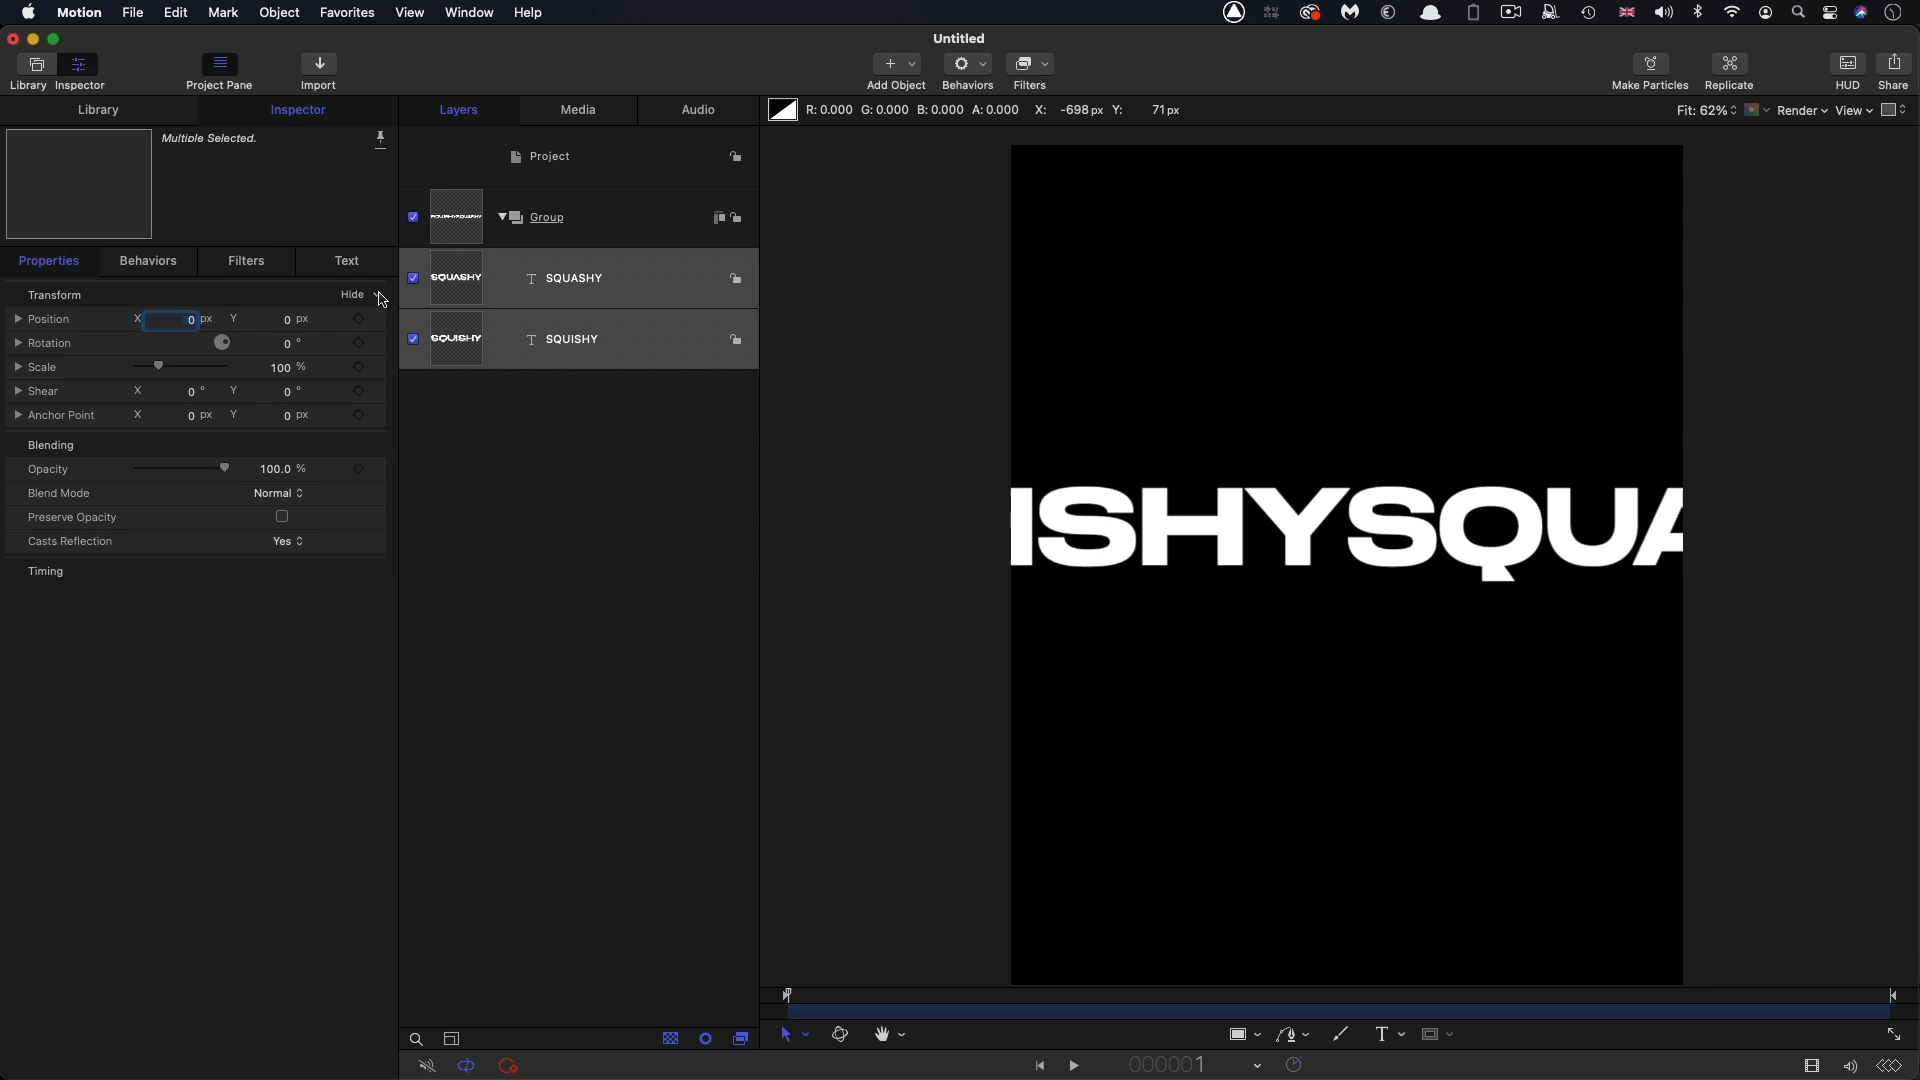 Motion File Edit Mark Object Favorites View Window Help
Untitled
Library Inspector Project Pane Import Add Object Behaviors Filters Make Particles Replicate HUD Share
Library Inspector Layers Media Audio R: 0.000 G: 0.000 B: 0.000 A: 0.000 X: -698 px Y: 71 px Fit: 62% Render View
Multiple Selected.
Project
Group
Properties Behaviors Filters Text
SQUASHY SQUASHY
Transform Hide
Position X 0 px Y 0 px
Rotation 0 °
SQUISHY SQUISHY
Scale 100 %
Shear X 0 ° Y 0 °
Anchor Point X 0 px Y 0 px
Blending
Opacity 100.0 %
Blend Mode Normal
Preserve Opacity
Casts Reflection Yes
Timing
ISHYSQUA
000001